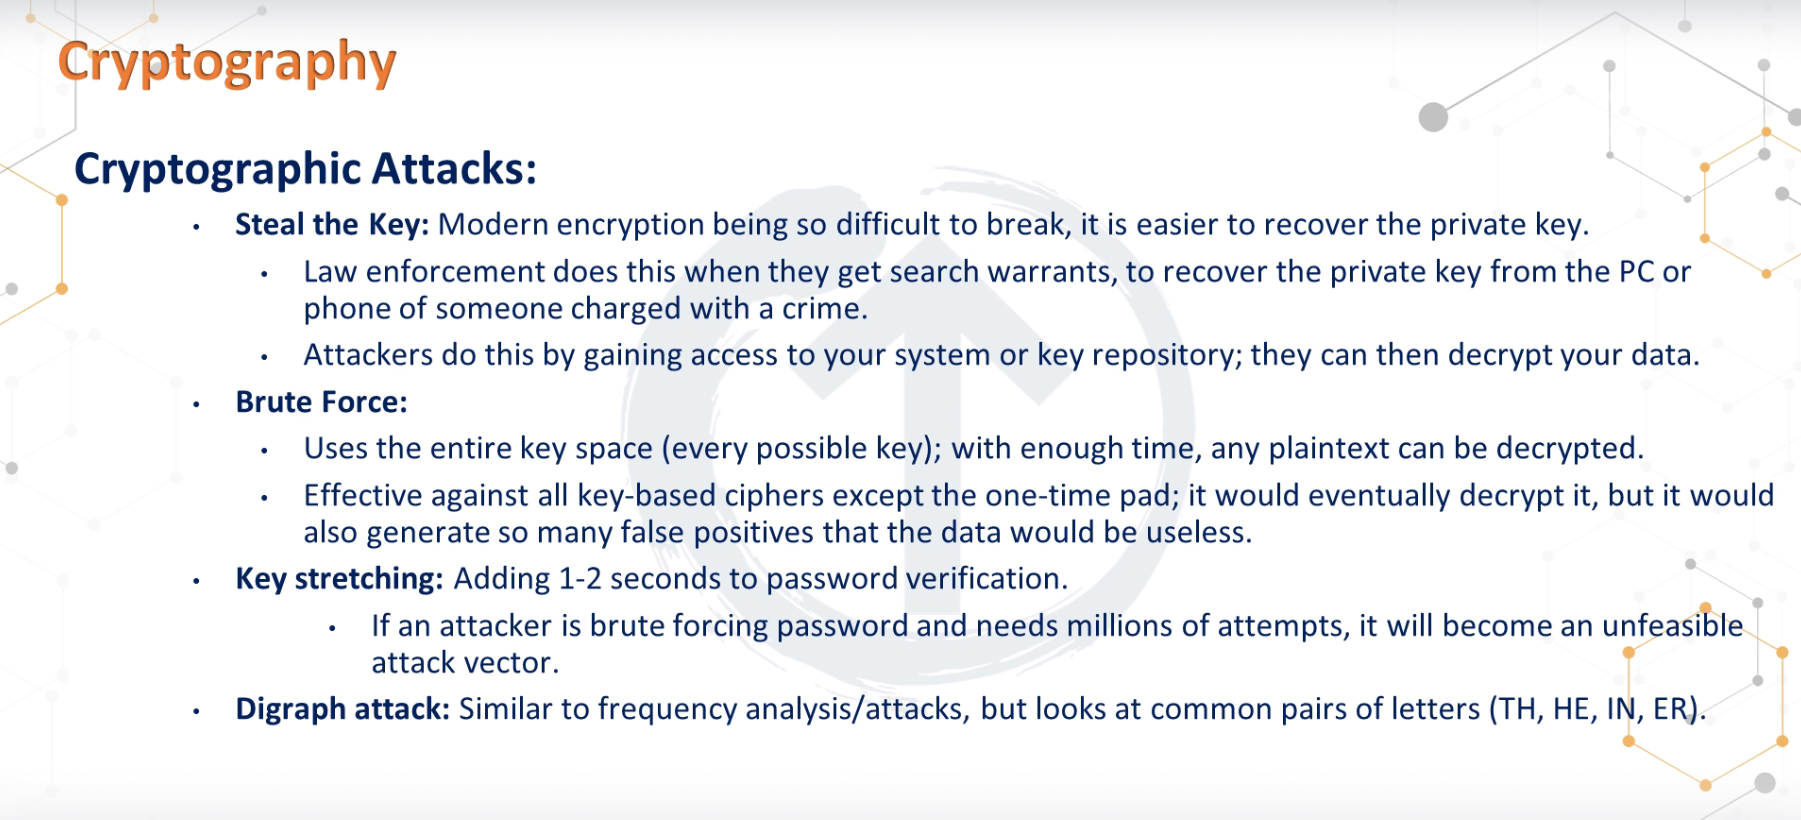 Cryptography
Cryptographic Attacks:
• Steal the Key: Modern encryption being so difficult to break, it is easier to recover the private key.
• Law enforcement does this when they get search warrants, to recover the private key from the PC or
phone of someone charged with a crime.
• Attackers do this by gaining access to your system or key repository; they can then decrypt your data.
• Brute Force:
• Uses the entire key space (every possible key); with enough time, any plaintext can be decrypted.
• Effective against all key-based ciphers except the one-time pad; it would eventually decrypt it, but it would
also generate so many false positives that the data would be useless.
• Key stretching: Adding 1-2 seconds to password verification.
• If an attacker is brute forcing password and needs millions of attempts, it will become an unfeasible
attack vector.
• Digraph attack: Similar to frequency analysis/attacks, but looks at common pairs of letters (TH, HE, IN, ER).